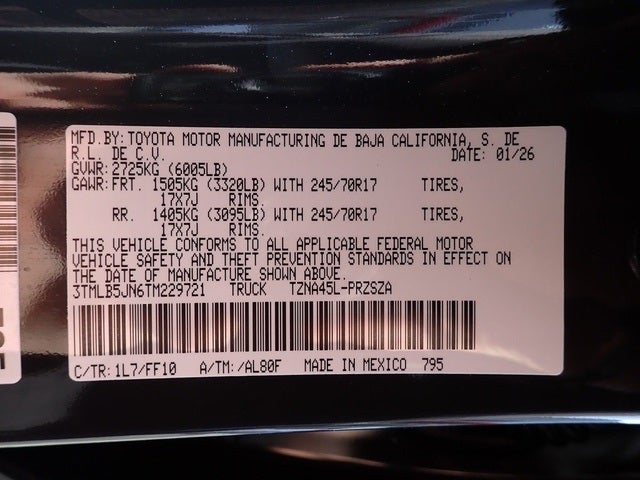 MFD.BY:TOYOTA MOTOR MANUFACTURING DE BAJA CALIFORNIA, S. DE
R.L. DE C.V. DATE: 01/26
GVWR: 2725KG (6005LB)
GAWR: FRT. 1505KG (3320LB) WITH 245/70R17 TIRES,
17X7J RIMS.
RR. 1405KG (3095LB) WITH 245/70R17 TIRES,
17X7J RIMS.
THIS VEHICLE CONFORMS TO ALL APPLICABLE FEDERAL MOTOR
VEHICLE SAFETY AND THEFT PREVENTION STANDARDS IN EFFECT ON
THE DATE OF MANUFACTURE SHOWN ABOVE.
3TMLB5JN6TM229721 TRUCK TZNA45L-PRZSZA
C/TR: 1L7/FF10 A/TM: /AL80F MADE IN MEXICO 795